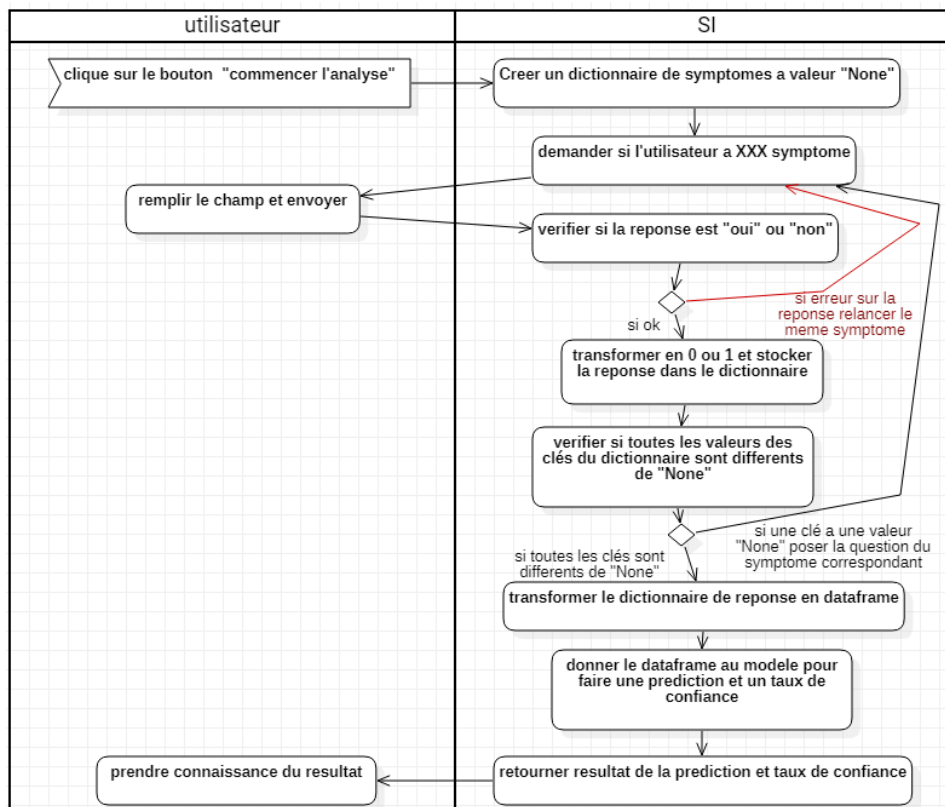 utilisateur
SI
clique sur le bouton "commencer l'analyse"
Creer un dictionnaire de symptomes a valeur "None"
demander si l'utilisateur a XXX symptome
remplir le champ et envoyer
verifier si la reponse est "oui" ou "non"
si erreur sur la
reponse relancer le
meme symptome
si ok
transformer en 0 ou 1 et stocker
la reponse dans le dictionnaire
verifier si toutes les valeurs des
clés du dictionnaire sont differents
de "None"
si une clé a une valeur
"None" poser la question du
symptome correspondant
si toutes les clés sont
differents de "None"
transformer le dictionnaire de reponse en dataframe
donner le dataframe au modele pour
faire une prediction et un taux de
confiance
prendre connaissance du resultat
retourner resultat de la prediction et taux de confiance